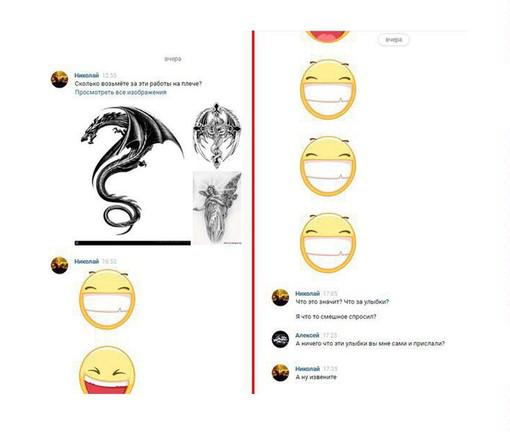 вчера
Николай 12:55
Сколько возьмёте за эти работы на плече?
Просмотреть все изображения
Николай 16:52
вчера
Николай 17:05
Что это значит? Что за улыбки?
Я что то смешное спросил?
Алексей 17:25
А ничего что эти улыбки вы мне сами и прислали?
Николай 17:35
А ну извените